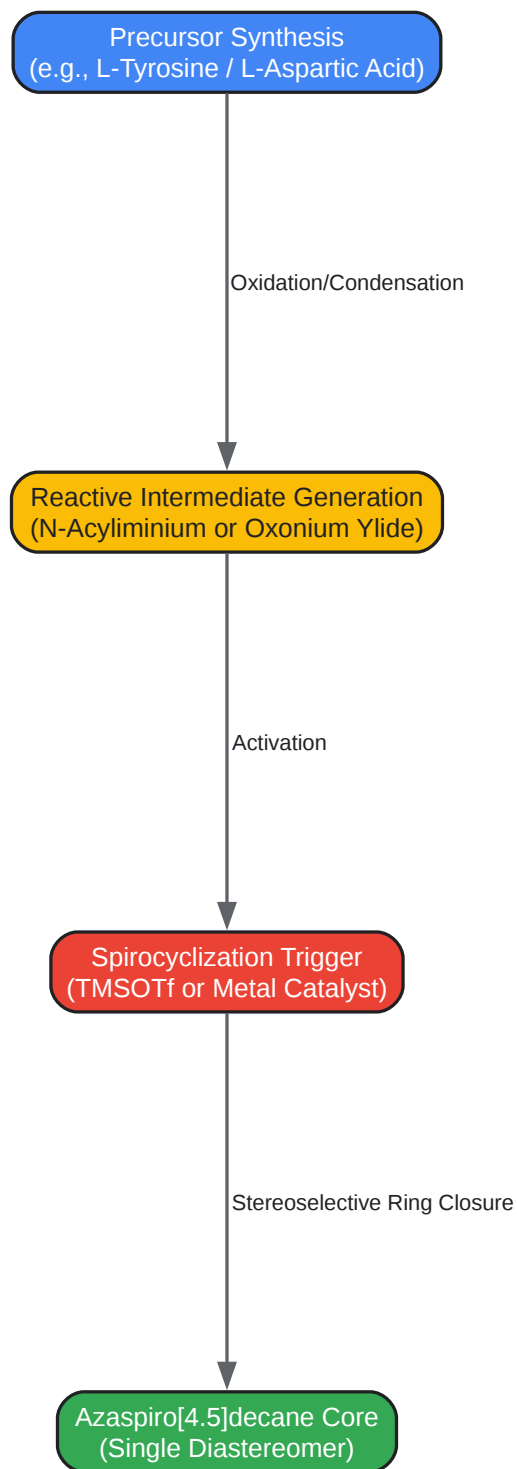 Precursor Synthesis
(e.g., L-Tyrosine / L-Aspartic Acid)
Oxidation/Condensation
Reactive Intermediate Generation
(N-Acyliminium or Oxonium Ylide)
Activation
Spirocyclization Trigger
(TMSOTf or Metal Catalyst)
Stereoselective Ring Closure
Azaspiro[4.5]decane Core
(Single Diastereomer)